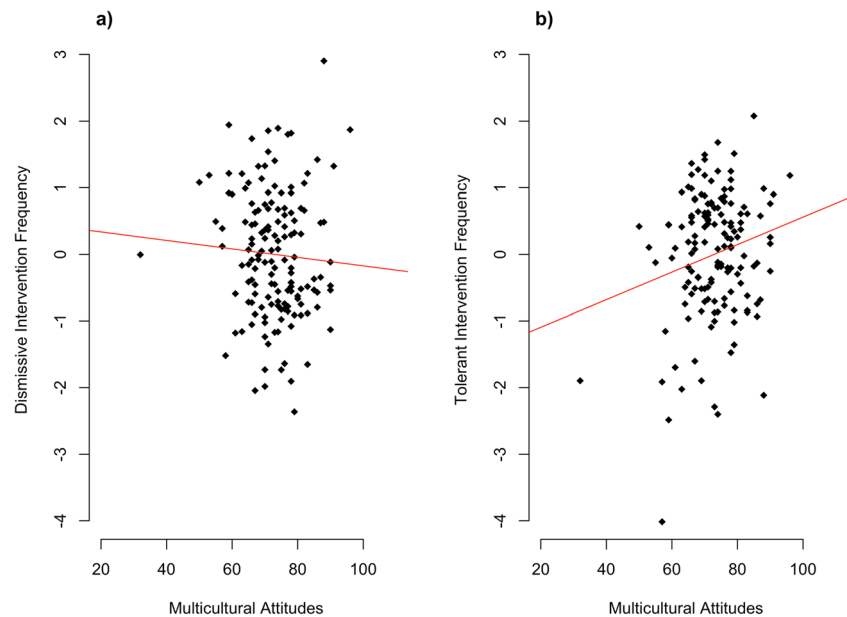 a)
Dismissive Intervention Frequency
3
2
1
0
-1
-2
-3
-4
20 40 60 80 100
Multicultural Attitudes
b)
Tolerant Intervention Frequency
3
2
1
0
-1
-2
-3
-4
20 40 60 80 100
Multicultural Attitudes